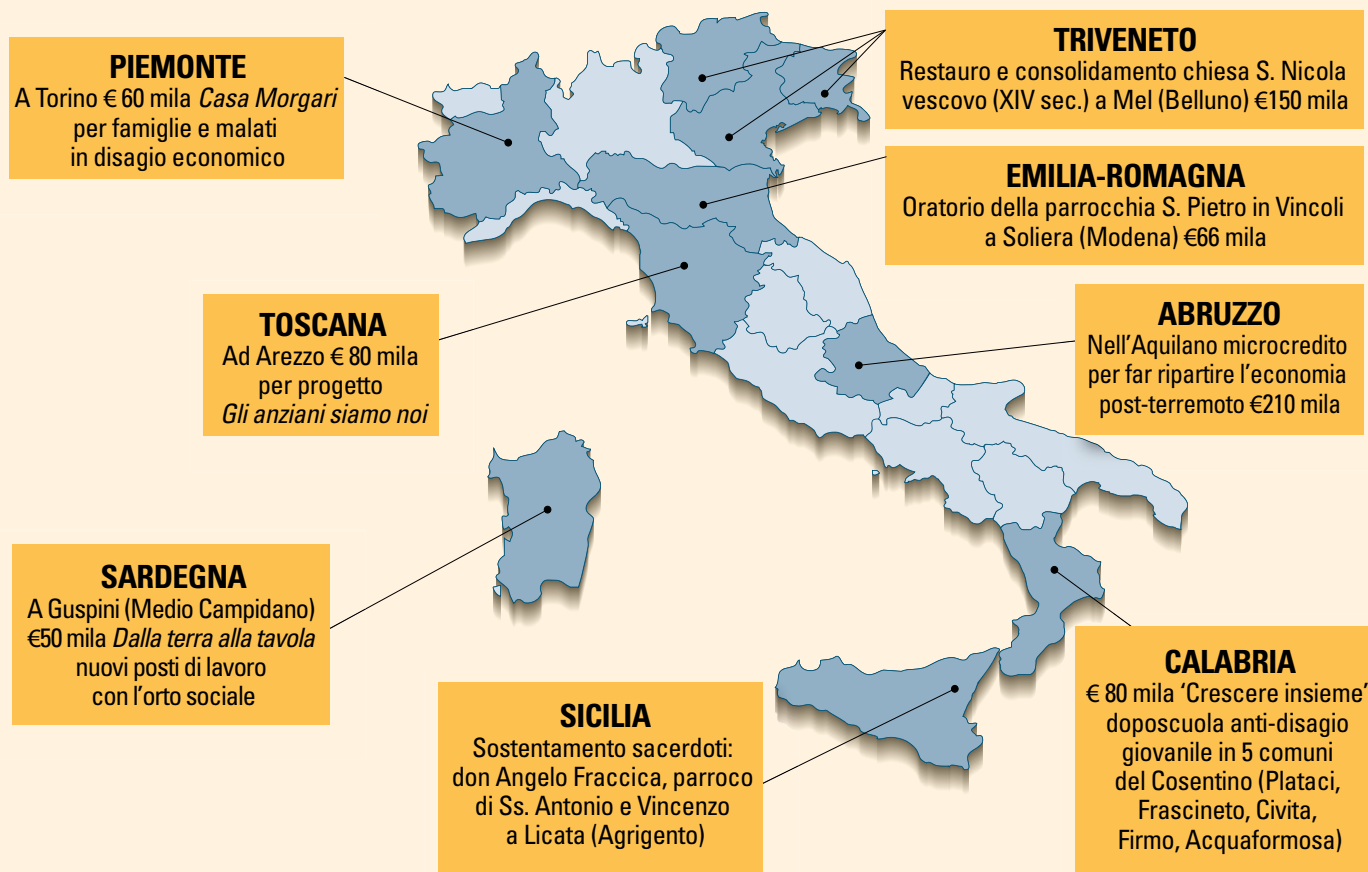 PIEMONTE
A Torino € 60 mila Casa Morgari
per famiglie e malati
in disagio economico
TRIVENETO
Restauro e consolidamento chiesa S. Nicola
vescovo (XIV sec.) a Mel (Belluno) €150 mila
EMILIA-ROMAGNA
Oratorio della parrocchia S. Pietro in Vincoli
a Soliera (Modena) €66 mila
TOSCANA
Ad Arezzo € 80 mila
per progetto
Gli anziani siamo noi
ABRUZZO
Nell’Aquilano microcredito
per far ripartire l’economia
post-terremoto €210 mila
SARDEGNA
A Guspini (Medio Campidano)
€50 mila Dalla terra alla tavola
nuovi posti di lavoro
con l’orto sociale
SICILIA
Sostentamento sacerdoti:
don Angelo Fraccica, parroco
di Ss. Antonio e Vincenzo
a Licata (Agrigento)
CALABRIA
€ 80 mila ‘Crescere insieme’
doposcuola anti-disagio
giovanile in 5 comuni
del Cosentino (Plataci,
Frascineto, Civita,
Firmo, Acquaformosa)